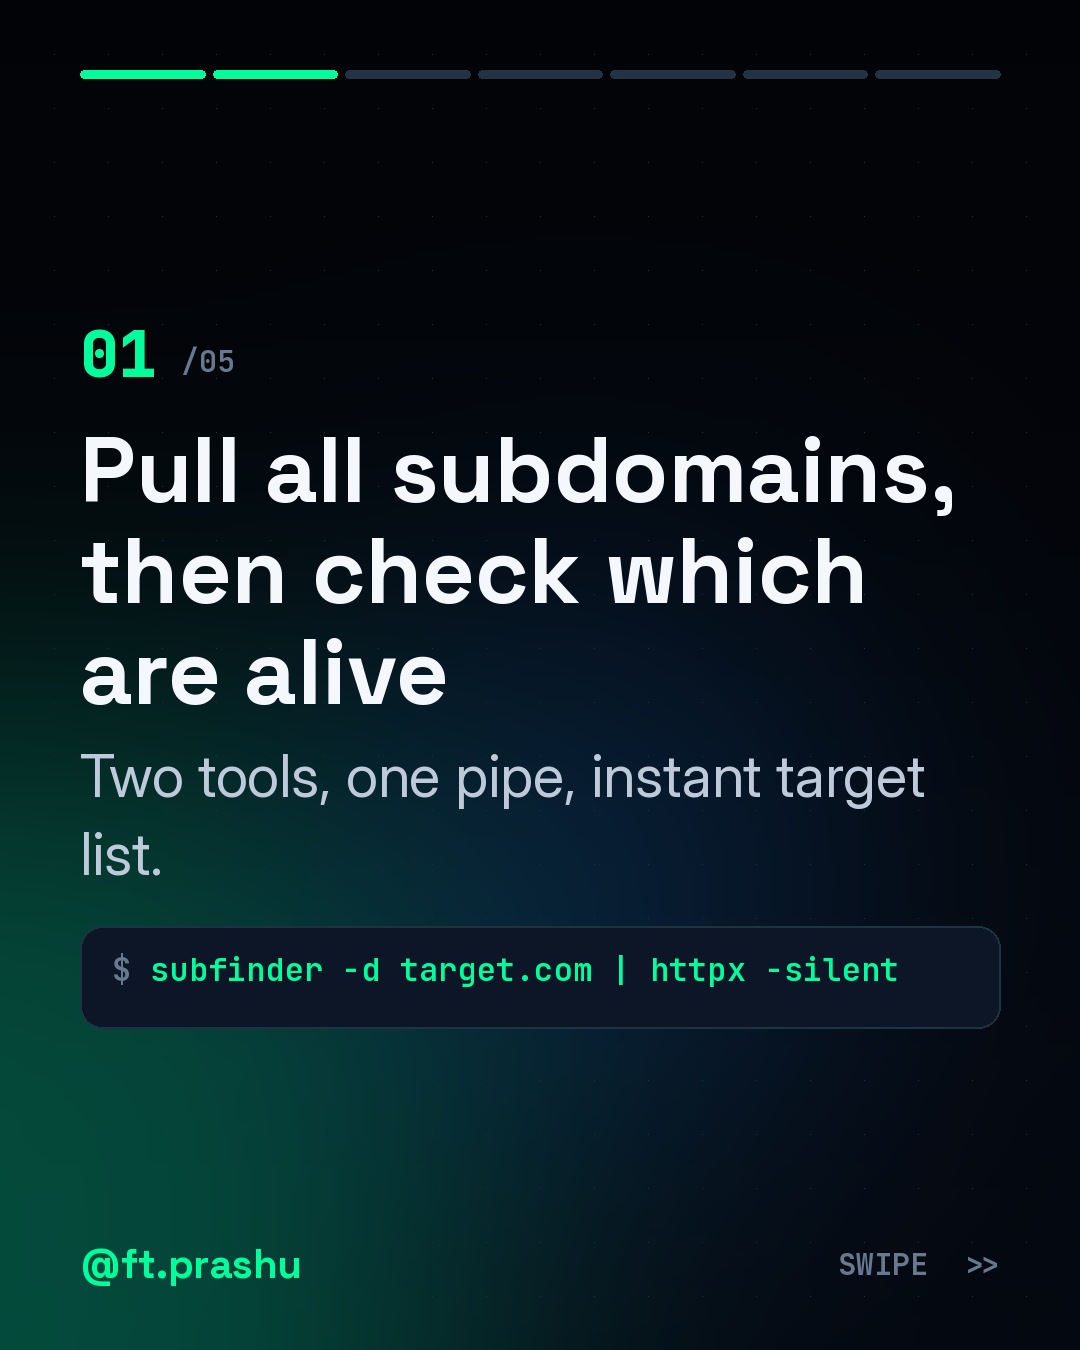 01 /05
Pull all subdomains,
then check which
are alive
Two tools, one pipe, instant target
list.
$ subfinder -d target.com | httpx -silent
@ft.prashu
SWIPE >>